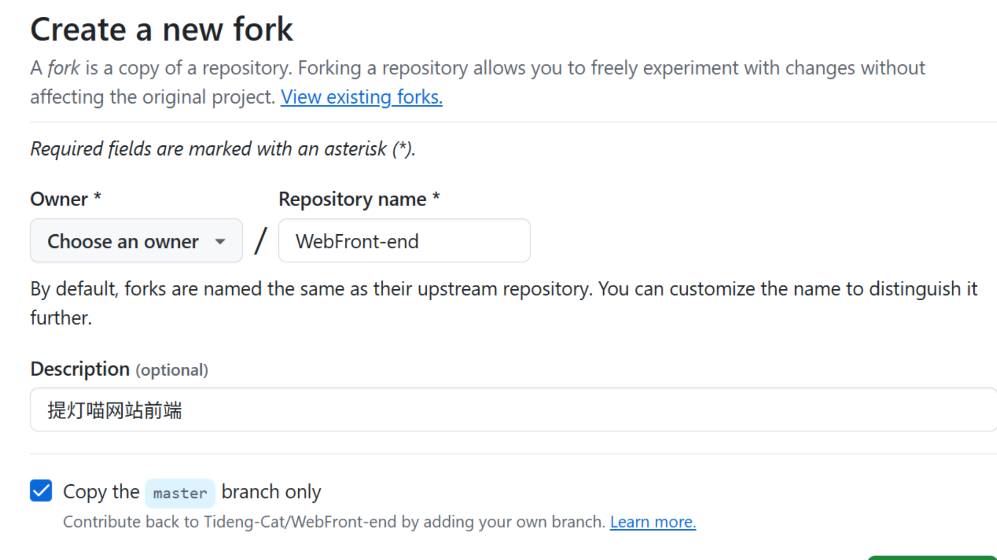 Create a new fork
A fork is a copy of a repository. Forking a repository allows you to freely experiment with changes without
affecting the original project. View existing forks.
Required fields are marked with an asterisk (*).
Owner * Repository name *
Choose an owner / WebFront-end
By default, forks are named the same as their upstream repository. You can customize the name to distinguish it
further.
Description (optional)
提灯喵网站前端
Copy the master branch only
Contribute back to Tideng-Cat/WebFront-end by adding your own branch. Learn more.